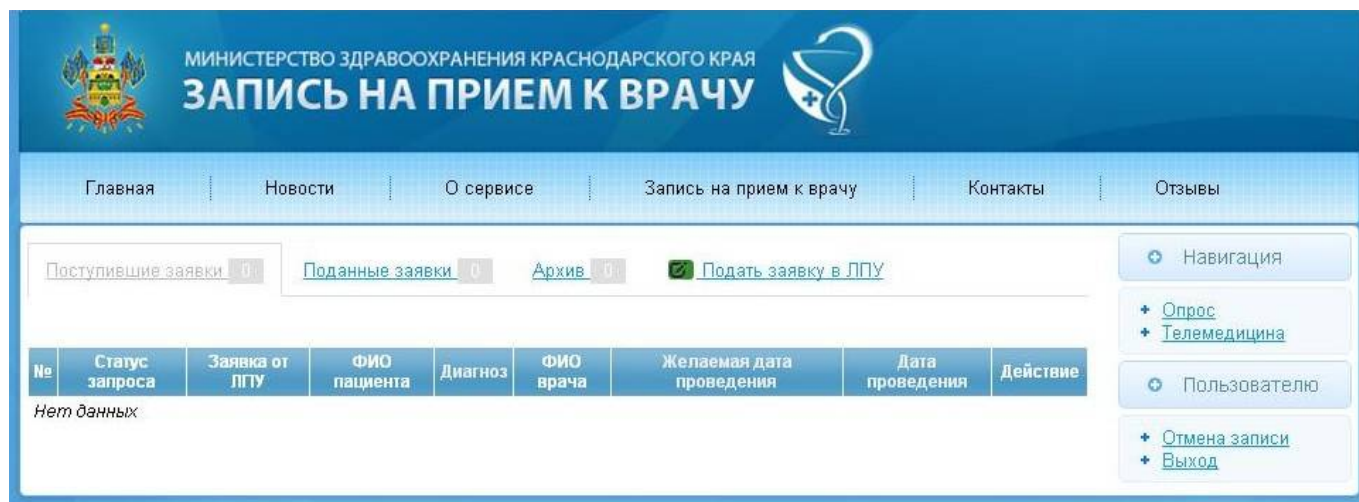 МИНИСТЕРСТВО ЗДРАВООХРАНЕНИЯ КРАСНОДАРСКОГО КРАЯ
ЗАПИСЬ НА ПРИЕМ К ВРАЧУ
Главная Новости О сервисе Запись на прием к врачу Контакты Отзывы
Поступившие заявки 0 Поданные заявки 0 Архив 0 Подать заявку в ЛПУ
№ Статус запроса Заявка от ЛПУ ФИО пациента Диагноз ФИО врача Желаемая дата проведения Дата проведения Действие
Нет данных
Навигация
Опрос
Телемедицина
Пользователю
Отмена записи
Выход